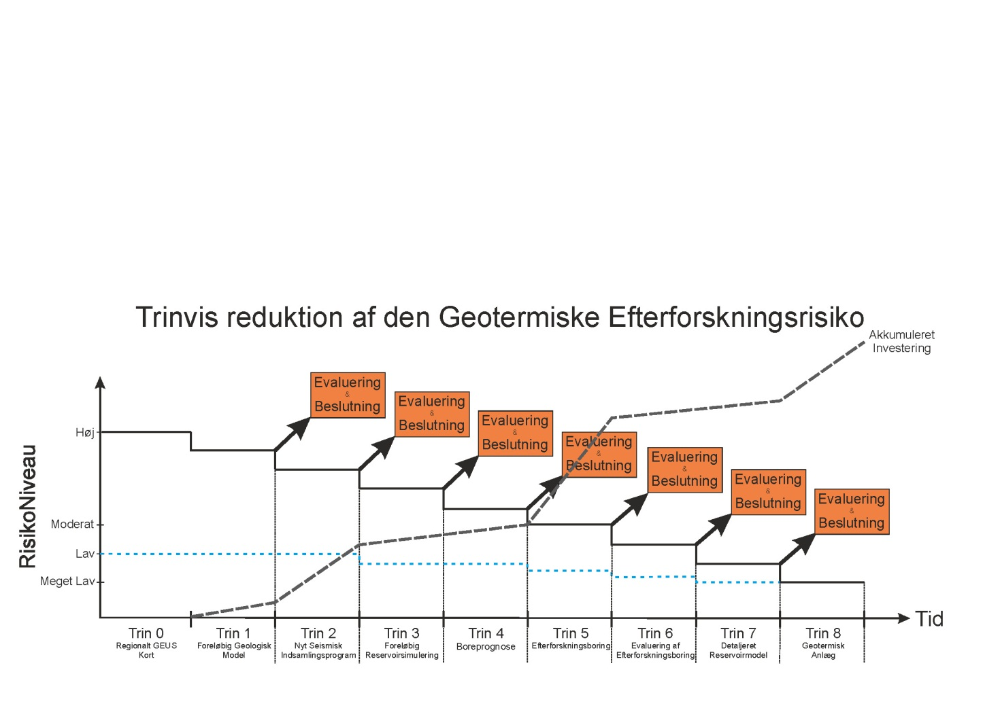 Trinvis reduktion af den Geotermiske Efterforskningsrisiko
Akkumuleret
Investering
RisikoNiveau
Høj
Moderat
Lav
Meget Lav
Evaluering
&
Beslutning
Evaluering
&
Beslutning
Evaluering
&
Beslutning
Evaluering
&
Beslutning
Evaluering
&
Beslutning
Evaluering
&
Beslutning
Evaluering
&
Beslutning
Tid
Trin 0
Regionalt GEUS
Kort
Trin 1
Foreløbig Geologisk
Model
Trin 2
Nyt Seismisk
Indsamlingsprogram
Trin 3
Foreløbig
Reservoirsimulering
Trin 4
Boreprognose
Trin 5
Efterforskningsboring
Trin 6
Evaluering af
Efterforskningsboring
Trin 7
Detaljeret
Reservoirmodel
Trin 8
Geotermisk
Anlæg